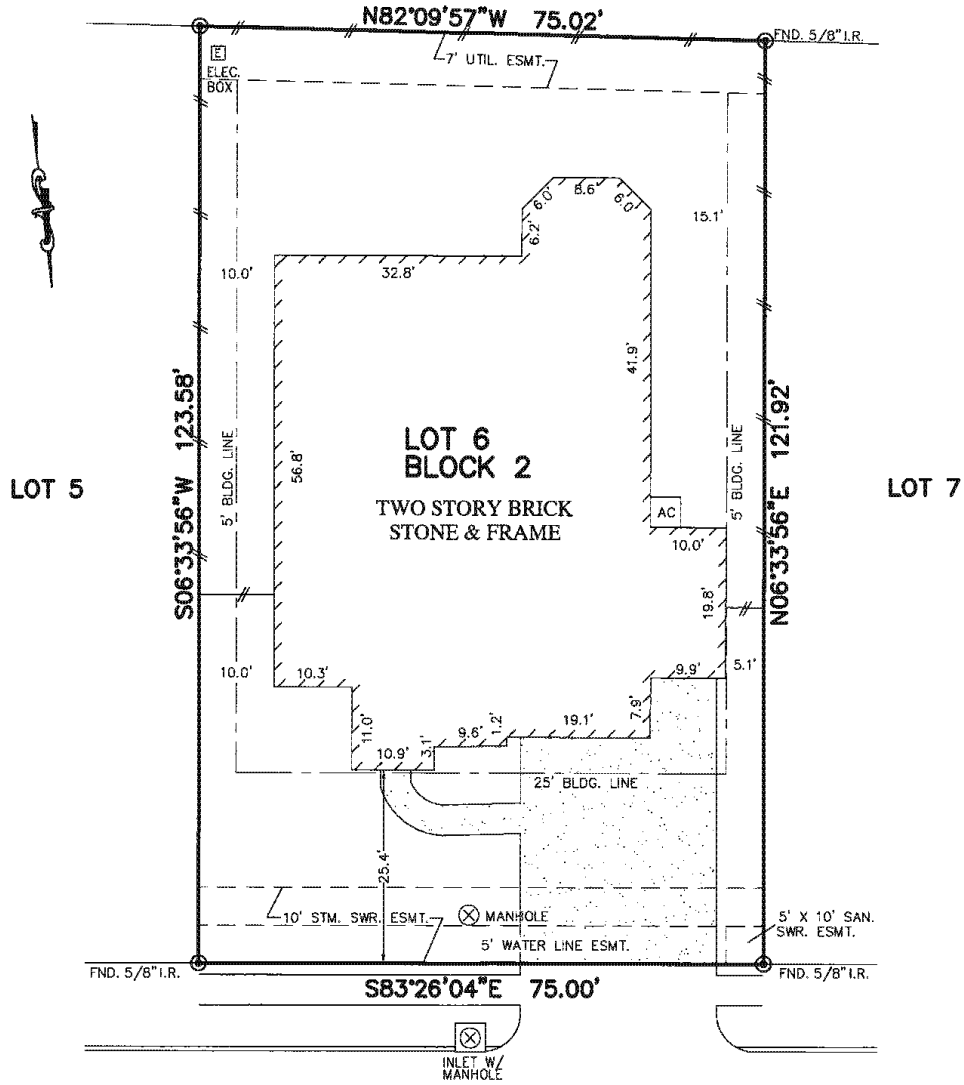 N82°09'57"W 75.02'
FND. 5/8" I.R.
7' UTIL. ESMT.
E
ELEC.
BOX
8.6'
6.0'
6.0'
6.2'
15.1'
10.0'
32.8'
41.9'
S06°33'56"W 123.58'
N06°33'56"E 121.92'
5' BLDG. LINE
56.8'
LOT 6
BLOCK 2
TWO STORY BRICK
STONE & FRAME
5' BLDG. LINE
LOT 5
LOT 7
AC
10.0'
19.8'
10.0'
10.3'
9.9'
5.1'
11.0'
10.9'
3.1'
9.6'
1.2'
19.1'
7.9'
25' BLDG. LINE
25.4'
10' STM. SWR. ESMT.
MANHOLE
5' X 10' SAN.
SWR. ESMT.
5' WATER LINE ESMT.
FND. 5/8" I.R.
FND. 5/8" I.R.
S83°26'04"E 75.00'
INLET W/
MANHOLE